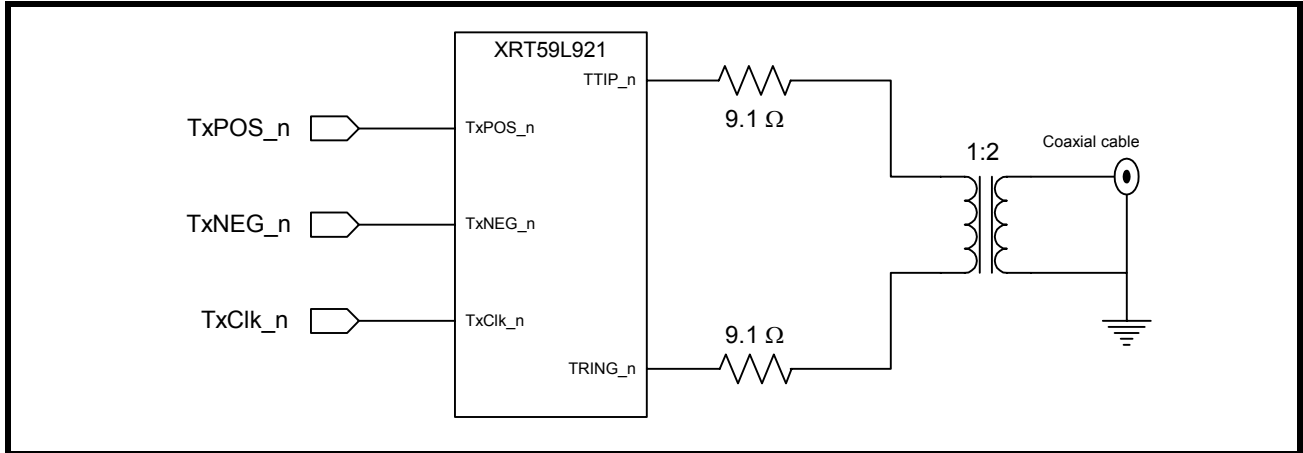 XRT59L921
TTIP_n
9.1 Ω
TxPOS_n
TxPOS_n
1:2
Coaxial cable
TxNEG_n
TxNEG_n
TxClk_n
TxClk_n
9.1 Ω
TRING_n